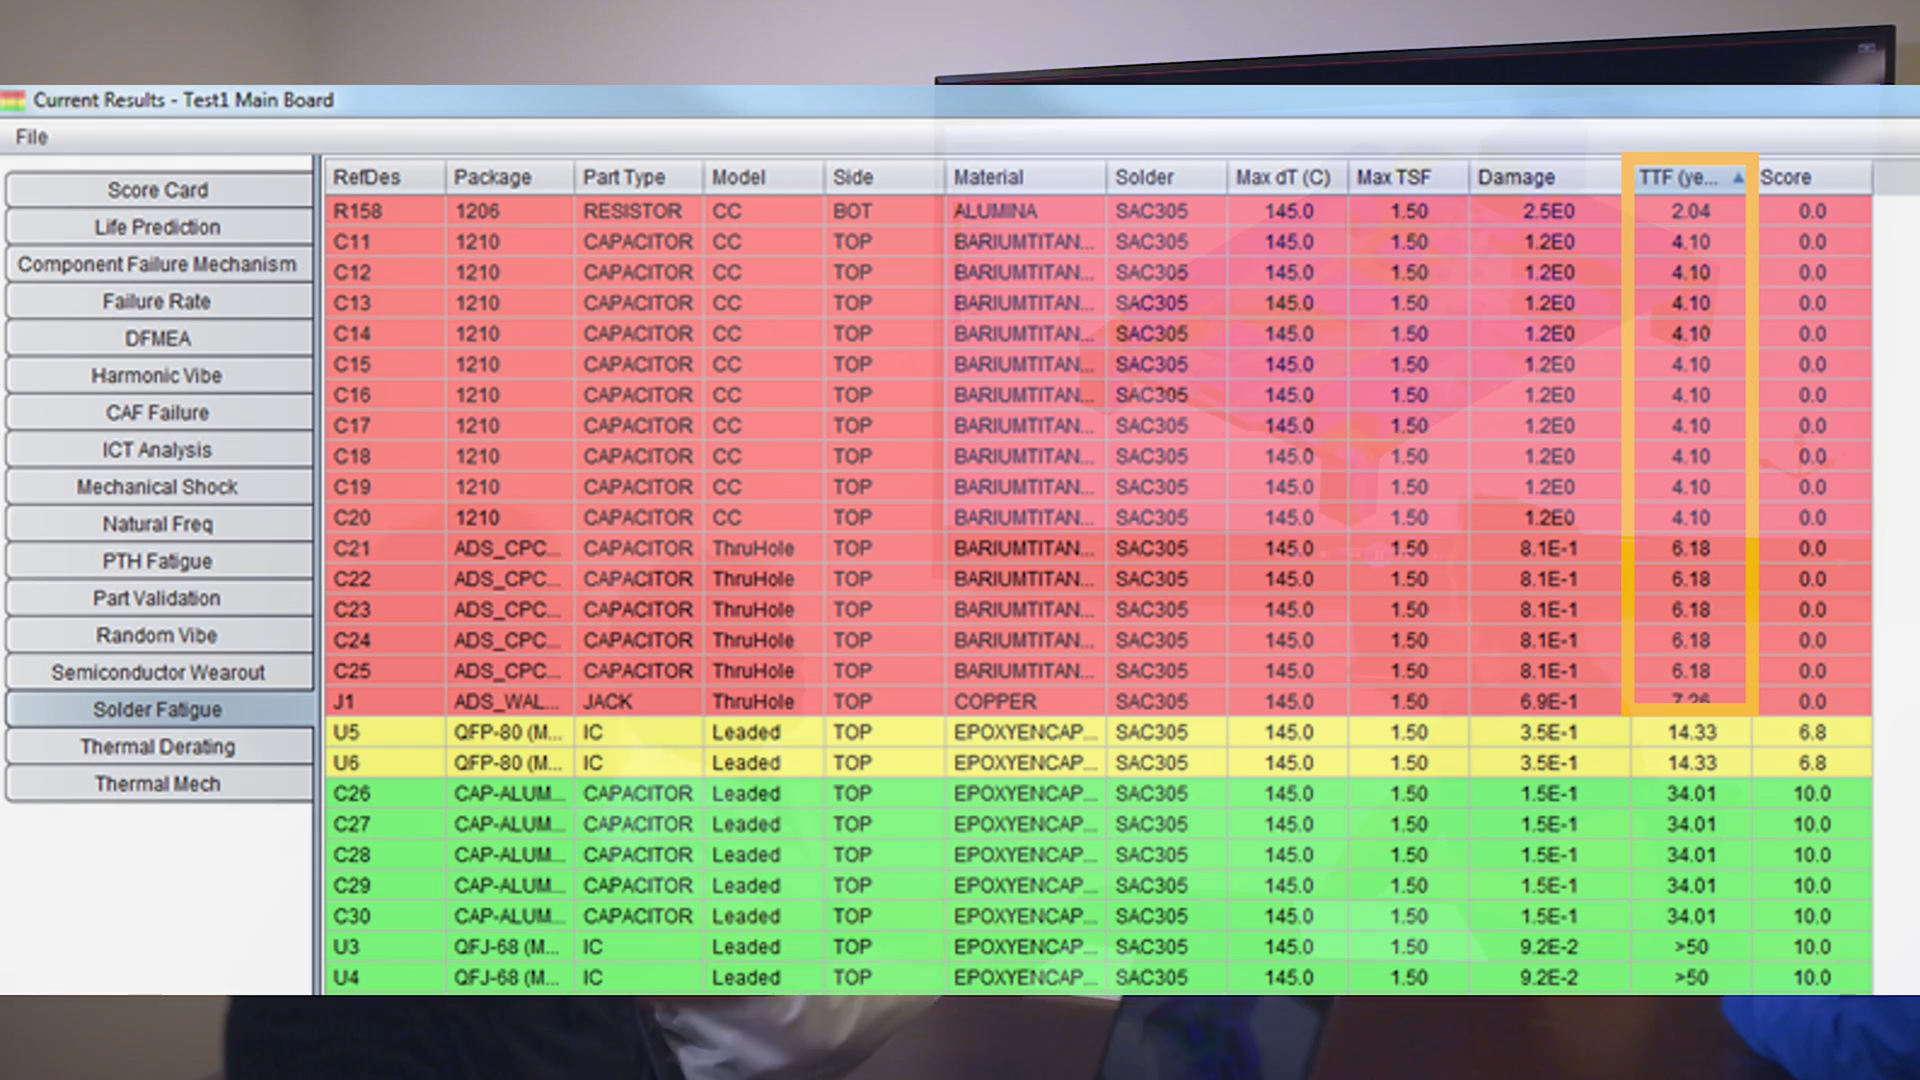 Current Results - Test1 Main Board
File
Score Card
Life Prediction
Component Failure Mechanism
Failure Rate
DFMEA
Harmonic Vibe
CAF Failure
ICT Analysis
Mechanical Shock
Natural Freq
PTH Fatigue
Part Validation
Random Vibe
Semiconductor Wearout
Solder Fatigue
Thermal Derating
Thermal Mech
RefDes Package Part Type Model Side Material Solder Max dT (C) Max TSF Damage TTF (ye... Score
R158 1206 RESISTOR CC BOT ALUMINA SAC305 145.0 1.50 2.5E0 2.04 0.0
C11 1210 CAPACITOR CC TOP BARIUMTITAN... SAC305 145.0 1.50 1.2E0 4.10 0.0
C12 1210 CAPACITOR CC TOP BARIUMTITAN... SAC305 145.0 1.50 1.2E0 4.10 0.0
C13 1210 CAPACITOR CC TOP BARIUMTITAN... SAC305 145.0 1.50 1.2E0 4.10 0.0
C14 1210 CAPACITOR CC TOP BARIUMTITAN... SAC305 145.0 1.50 1.2E0 4.10 0.0
C15 1210 CAPACITOR CC TOP BARIUMTITAN... SAC305 145.0 1.50 1.2E0 4.10 0.0
C16 1210 CAPACITOR CC TOP BARIUMTITAN... SAC305 145.0 1.50 1.2E0 4.10 0.0
C17 1210 CAPACITOR CC TOP BARIUMTITAN... SAC305 145.0 1.50 1.2E0 4.10 0.0
C18 1210 CAPACITOR CC TOP BARIUMTITAN... SAC305 145.0 1.50 1.2E0 4.10 0.0
C19 1210 CAPACITOR CC TOP BARIUMTITAN... SAC305 145.0 1.50 1.2E0 4.10 0.0
C20 1210 CAPACITOR CC TOP BARIUMTITAN... SAC305 145.0 1.50 1.2E0 4.10 0.0
C21 ADS_CPC... CAPACITOR ThruHole TOP BARIUMTITAN... SAC305 145.0 1.50 8.1E-1 6.18 0.0
C22 ADS_CPC... CAPACITOR ThruHole TOP BARIUMTITAN... SAC305 145.0 1.50 8.1E-1 6.18 0.0
C23 ADS_CPC... CAPACITOR ThruHole TOP BARIUMTITAN... SAC305 145.0 1.50 8.1E-1 6.18 0.0
C24 ADS_CPC... CAPACITOR ThruHole TOP BARIUMTITAN... SAC305 145.0 1.50 8.1E-1 6.18 0.0
C25 ADS_CPC... CAPACITOR ThruHole TOP BARIUMTITAN... SAC305 145.0 1.50 8.1E-1 6.18 0.0
J1 ADS_WAL... JACK ThruHole TOP COPPER SAC305 145.0 1.50 6.9E-1 7.26 0.0
U5 QFP-80 (M... IC Leaded TOP EPOXYENCAP... SAC305 145.0 1.50 3.5E-1 14.33 6.8
U6 QFP-80 (M... IC Leaded TOP EPOXYENCAP... SAC305 145.0 1.50 3.5E-1 14.33 6.8
C26 CAP-ALUM... CAPACITOR Leaded TOP EPOXYENCAP... SAC305 145.0 1.50 1.5E-1 34.01 10.0
C27 CAP-ALUM... CAPACITOR Leaded TOP EPOXYENCAP... SAC305 145.0 1.50 1.5E-1 34.01 10.0
C28 CAP-ALUM... CAPACITOR Leaded TOP EPOXYENCAP... SAC305 145.0 1.50 1.5E-1 34.01 10.0
C29 CAP-ALUM... CAPACITOR Leaded TOP EPOXYENCAP... SAC305 145.0 1.50 1.5E-1 34.01 10.0
C30 CAP-ALUM... CAPACITOR Leaded TOP EPOXYENCAP... SAC305 145.0 1.50 1.5E-1 34.01 10.0
U3 QFJ-68 (M... IC Leaded TOP EPOXYENCAP... SAC305 145.0 1.50 9.2E-2 >50 10.0
U4 QFJ-68 (M... IC Leaded TOP EPOXYENCAP... SAC305 145.0 1.50 9.2E-2 >50 10.0